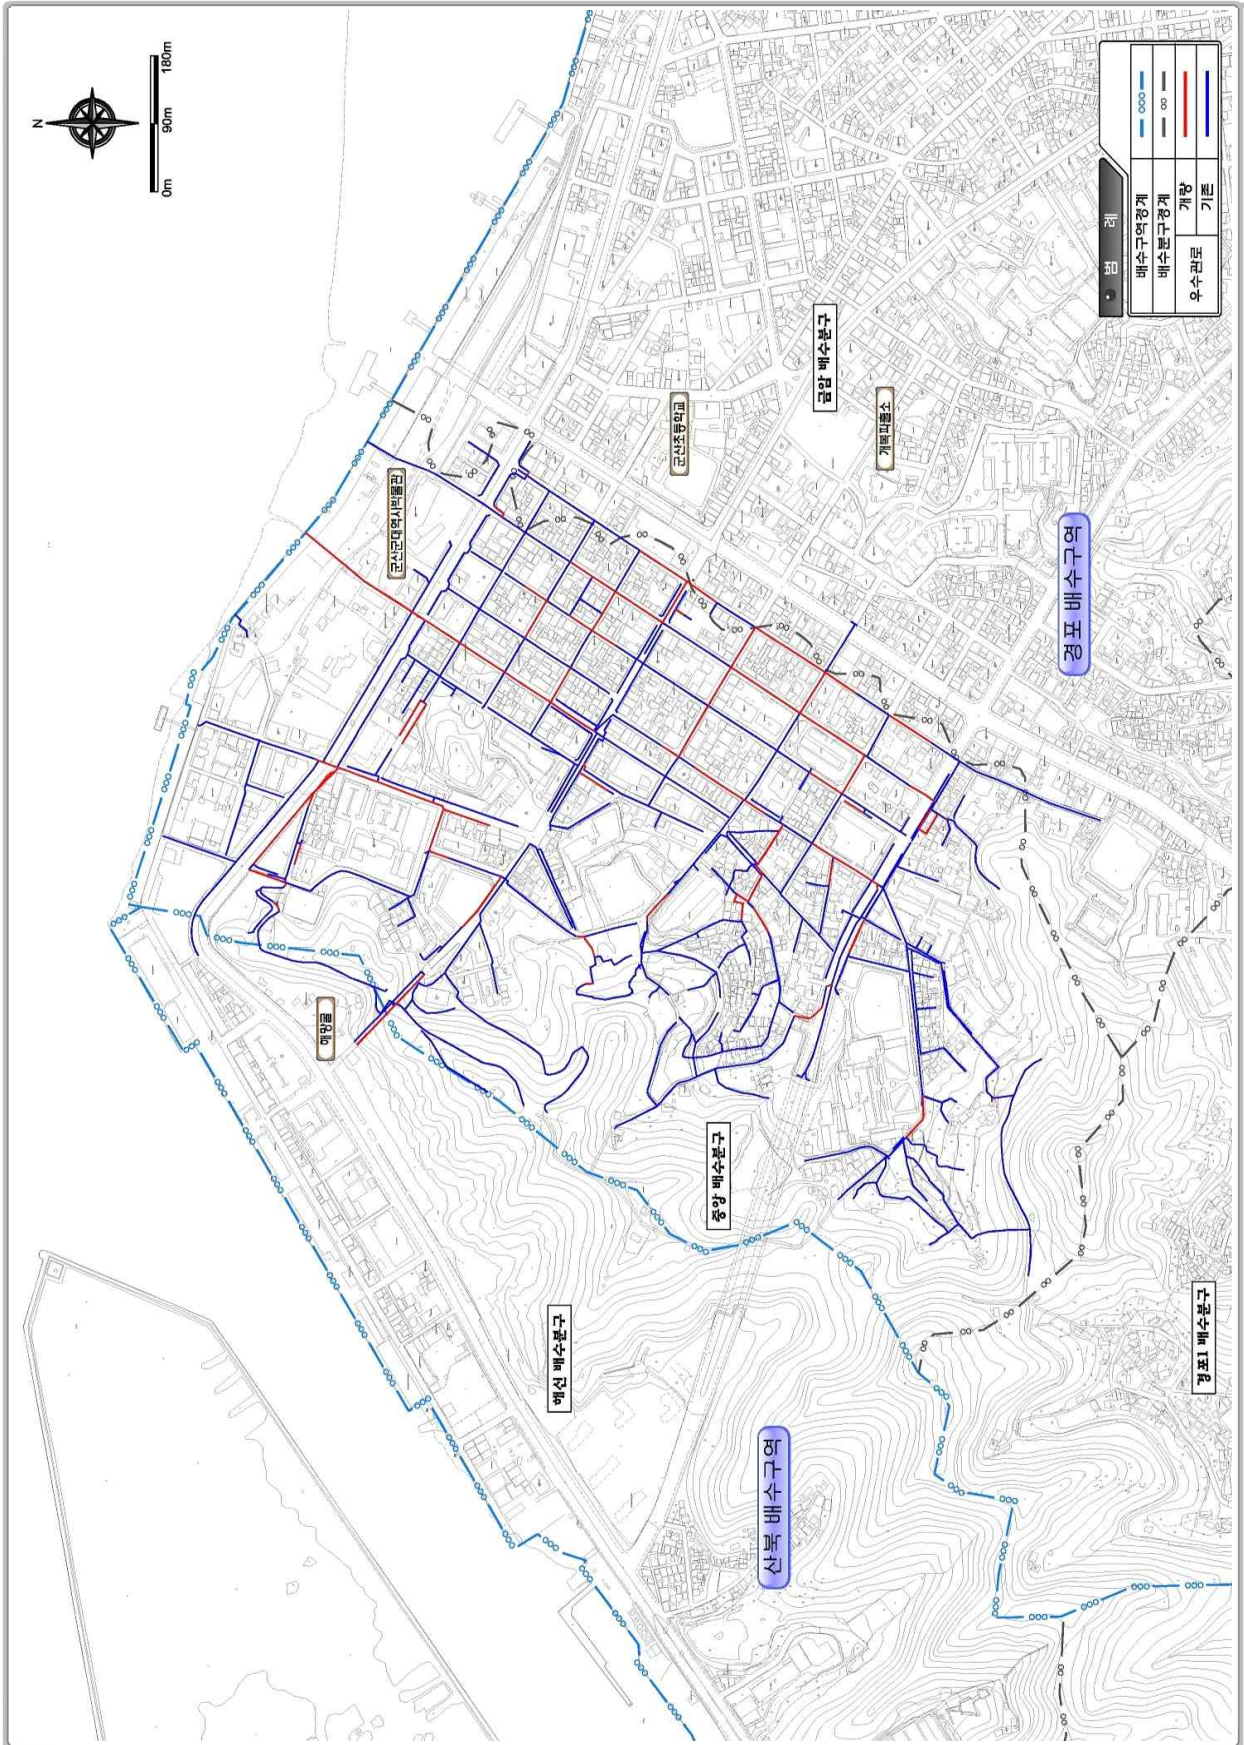 N
0m 90m 180m
범 례
배수구역경계
배수분구경계
우수관로
개량
기존
군산근대역사박물관
군산초등학교
금암 배수분구
개복파출소
경포 배수구역
해망굴
중앙 배수분구
해신 배수분구
경포1 배수분구
산북 배수구역